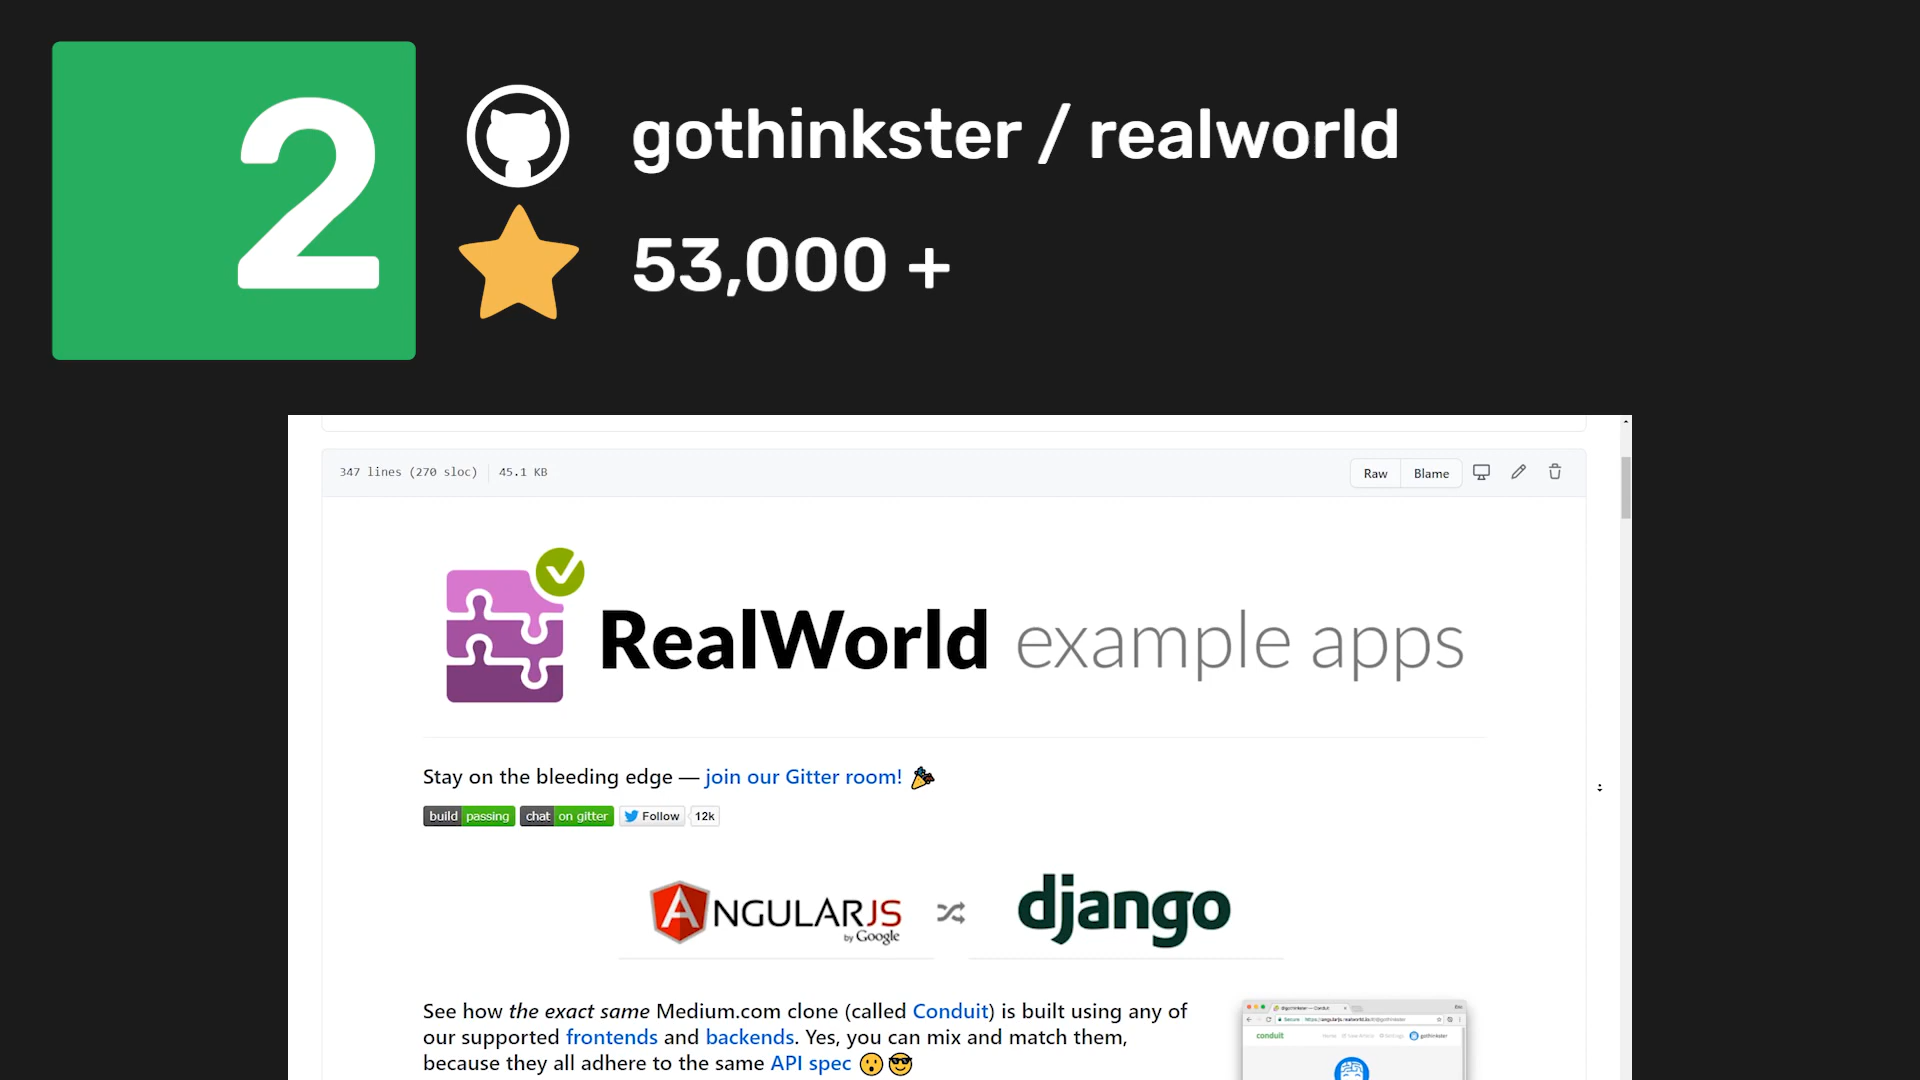 2
gothinkster / realworld
53,000 +
347 lines (270 sloc) 45.1 KB
Raw Blame
RealWorld example apps
Stay on the bleeding edge — join our Gitter room!
build passing chat on gitter Follow 12k
ANGULARJS
by Google
django
See how the exact same Medium.com clone (called Conduit) is built using any of
our supported frontends and backends. Yes, you can mix and match them,
because they all adhere to the same API spec
conduit
gothinkster